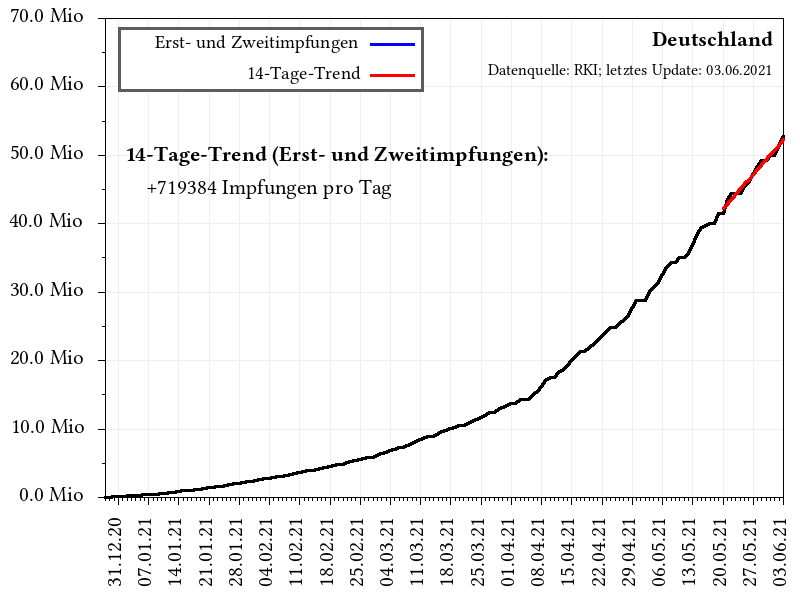 70.0 Mio
60.0 Mio
50.0 Mio
40.0 Mio
30.0 Mio
20.0 Mio
10.0 Mio
0.0 Mio
Erst- und Zweitimpfungen
14-Tage-Trend
Deutschland
Datenquelle: RKI; letztes Update: 03.06.2021
14-Tage-Trend (Erst- und Zweitimpfungen):
+719384 Impfungen pro Tag
31.12.20
07.01.21
14.01.21
21.01.21
28.01.21
04.02.21
11.02.21
18.02.21
25.02.21
04.03.21
11.03.21
18.03.21
25.03.21
01.04.21
08.04.21
15.04.21
22.04.21
29.04.21
06.05.21
13.05.21
20.05.21
27.05.21
03.06.21